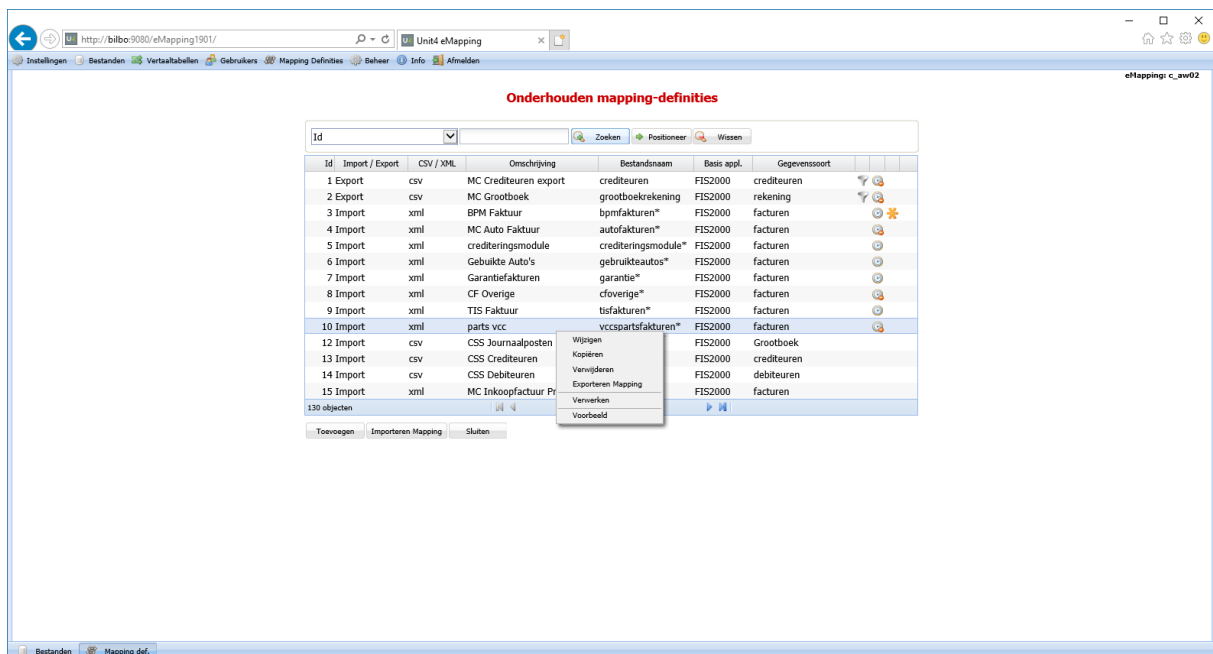 http://bilbo:9080/eMapping1901/
U4 Unit4 eMapping
Instellingen Bestanden Vertaaltabellen Gebruikers Mapping Definities Beheer Info Afmelden
eMapping: c_aw02
Onderhouden mapping-definities
Id Zoeken Positioneer Wissen
Id Import / Export CSV / XML Omschrijving Bestandsnaam Basis appl. Gegevenssoort
1 Export csv MC Crediteuren export crediteuren FIS2000 crediteuren
2 Export csv MC Grootboek grootboekrekening FIS2000 rekening
3 Import xml BPM Faktuur bpmfakturen* FIS2000 facturen
4 Import xml MC Auto Faktuur autofakturen* FIS2000 facturen
5 Import xml crediteringsmodule crediteringsmodule* FIS2000 facturen
6 Import xml Gebuikte Auto's gebruikteautos* FIS2000 facturen
7 Import xml Garantiefakturen garantie* FIS2000 facturen
8 Import xml CF Overige cfoverige* FIS2000 facturen
9 Import xml TIS Faktuur tisfakturen* FIS2000 facturen
10 Import xml parts vcc vccspartsfakturen* FIS2000 facturen
12 Import csv CSS Journaalposten FIS2000 Grootboek
13 Import csv CSS Crediteuren FIS2000 crediteuren
14 Import csv CSS Debiteuren FIS2000 debiteuren
15 Import xml MC Inkoopfactuur Pr FIS2000 facturen
Wijzigen
Kopiëren
Verwijderen
Exporteren Mapping
Verwerken
Voorbeeld
130 objecten
Toevoegen Importeren Mapping Sluiten
Bestanden Mapping def.